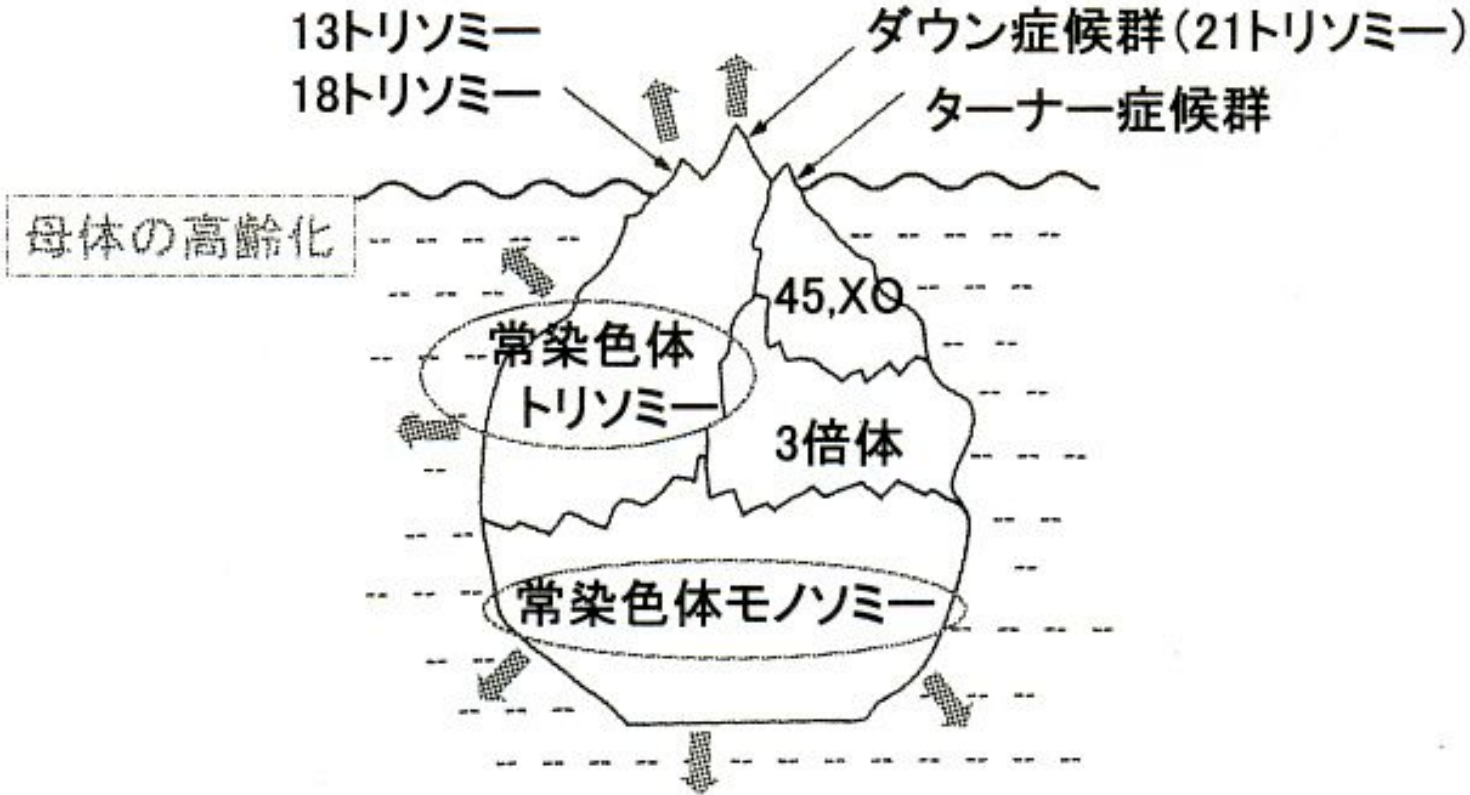 13トリソミー
18トリソミー
ダウン症候群(21トリソミー)
ターナー症候群
母体の高齢化
45,XO
常染色体
トリソミー
3倍体
常染色体モノソミー